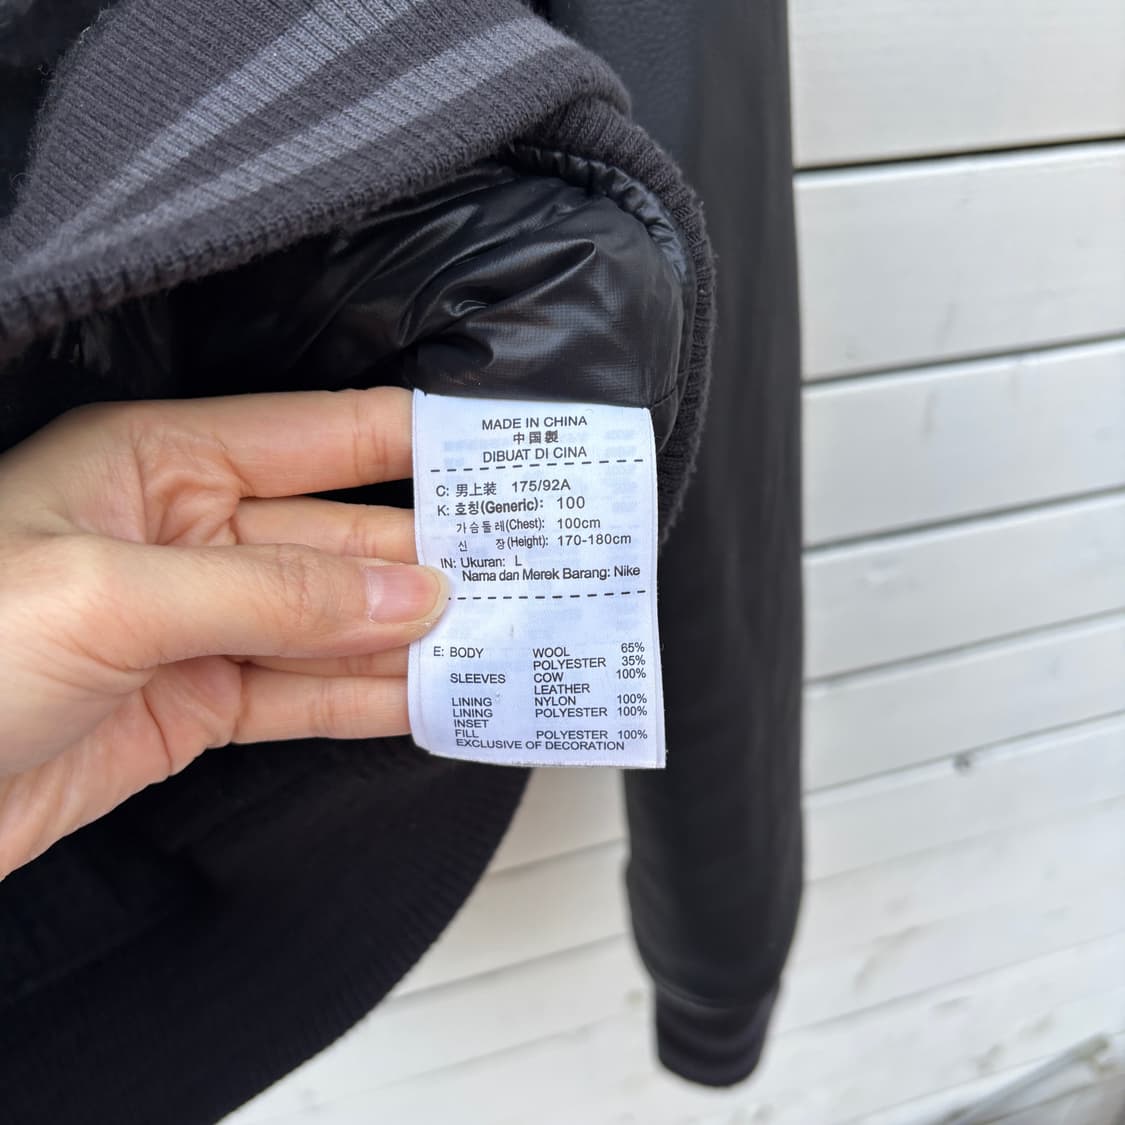 MADE IN CHINA
中国製
DIBUAT DI CINA
C: 男上装 175/92A
K: 호칭(Generic): 100
가슴둘레(Chest): 100cm
신 장(Height): 170-180cm
IN: Ukuran: L
Nama dan Merek Barang: Nike
E: BODY WOOL 65%
POLYESTER 35%
SLEEVES COW 100%
LEATHER
LINING NYLON 100%
LINING POLYESTER 100%
INSET
FILL POLYESTER 100%
EXCLUSIVE OF DECORATION